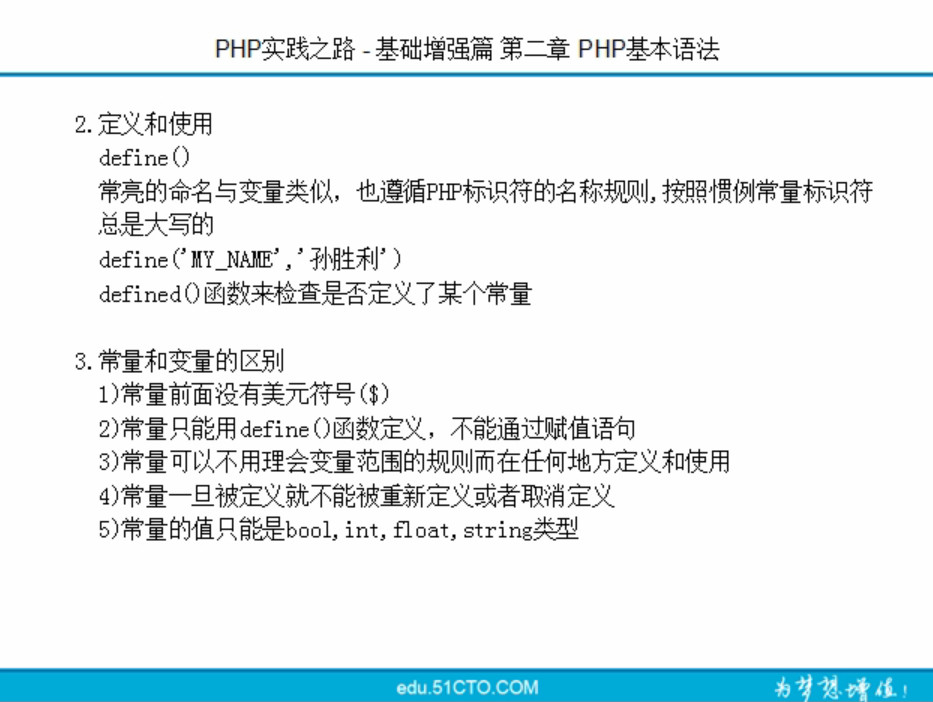 PHP实践之路 - 基础增强篇 第二章 PHP基本语法
2.定义和使用
define()
常亮的命名与变量类似，也遵循PHP标识符的名称规则,按照惯例常量标识符
总是大写的
define('MY_NAME','孙胜利')
defined()函数来检查是否定义了某个常量
3.常量和变量的区别
1)常量前面没有美元符号($)
2)常量只能用define()函数定义，不能通过赋值语句
3)常量可以不用理会变量范围的规则而在任何地方定义和使用
4)常量一旦被定义就不能被重新定义或者取消定义
5)常量的值只能是bool,int,float,string类型
edu.51CTO.COM
为梦想增值!